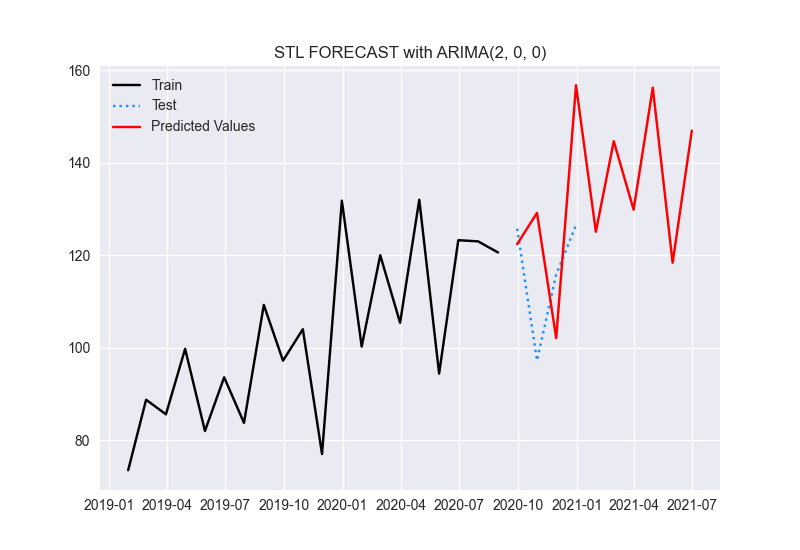 STL FORECAST with ARIMA(2, 0, 0)
160
140
120
100
80
Train
Test
Predicted Values
2019-01 2019-04 2019-07 2019-10 2020-01 2020-04 2020-07 2020-10 2021-01 2021-04 2021-07